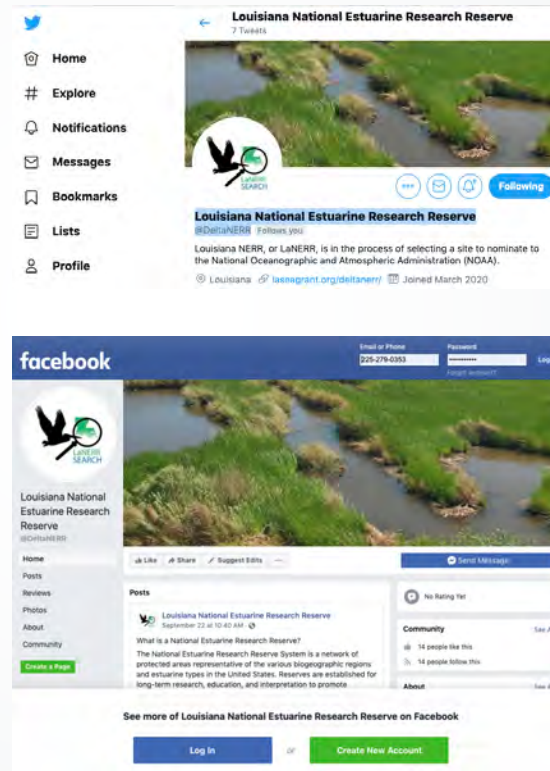 Louisiana National Estuarine Research Reserve
7 Tweets
Home
Explore
Notifications
Messages
Bookmarks
Lists
Profile
LaNERR
SEARCH
Following
Louisiana National Estuarine Research Reserve
@DeltaNERR Follows you
Louisiana NERR, or LaNERR, is in the process of selecting a site to nominate to
the National Oceanographic and Atmospheric Administration (NOAA).
Louisiana laseagrant.org/deltanerr/ Joined March 2020
facebook
Email or Phone
Password
225-279-0353
Log
Forgot account?
LaNERR
SEARCH
Louisiana National
Estuarine Research
Reserve
@DeltaNERR
Home
Posts
Reviews
Photos
About
Community
Create a Page
Like Share Suggest Edits
Send Message
Posts
Louisiana National Estuarine Research Reserve
September 22 at 10:40 AM
What is a National Estuarine Research Reserve?
The National Estuarine Research Reserve System is a network of
protected areas representative of the various biogeographic regions
and estuarine types in the United States. Reserves are established for
long-term research, education, and interpretation to promote
No Rating Yet
Community See A
14 people like this
14 people follow this
About See A
See more of Louisiana National Estuarine Research Reserve on Facebook
Log In or Create New Account